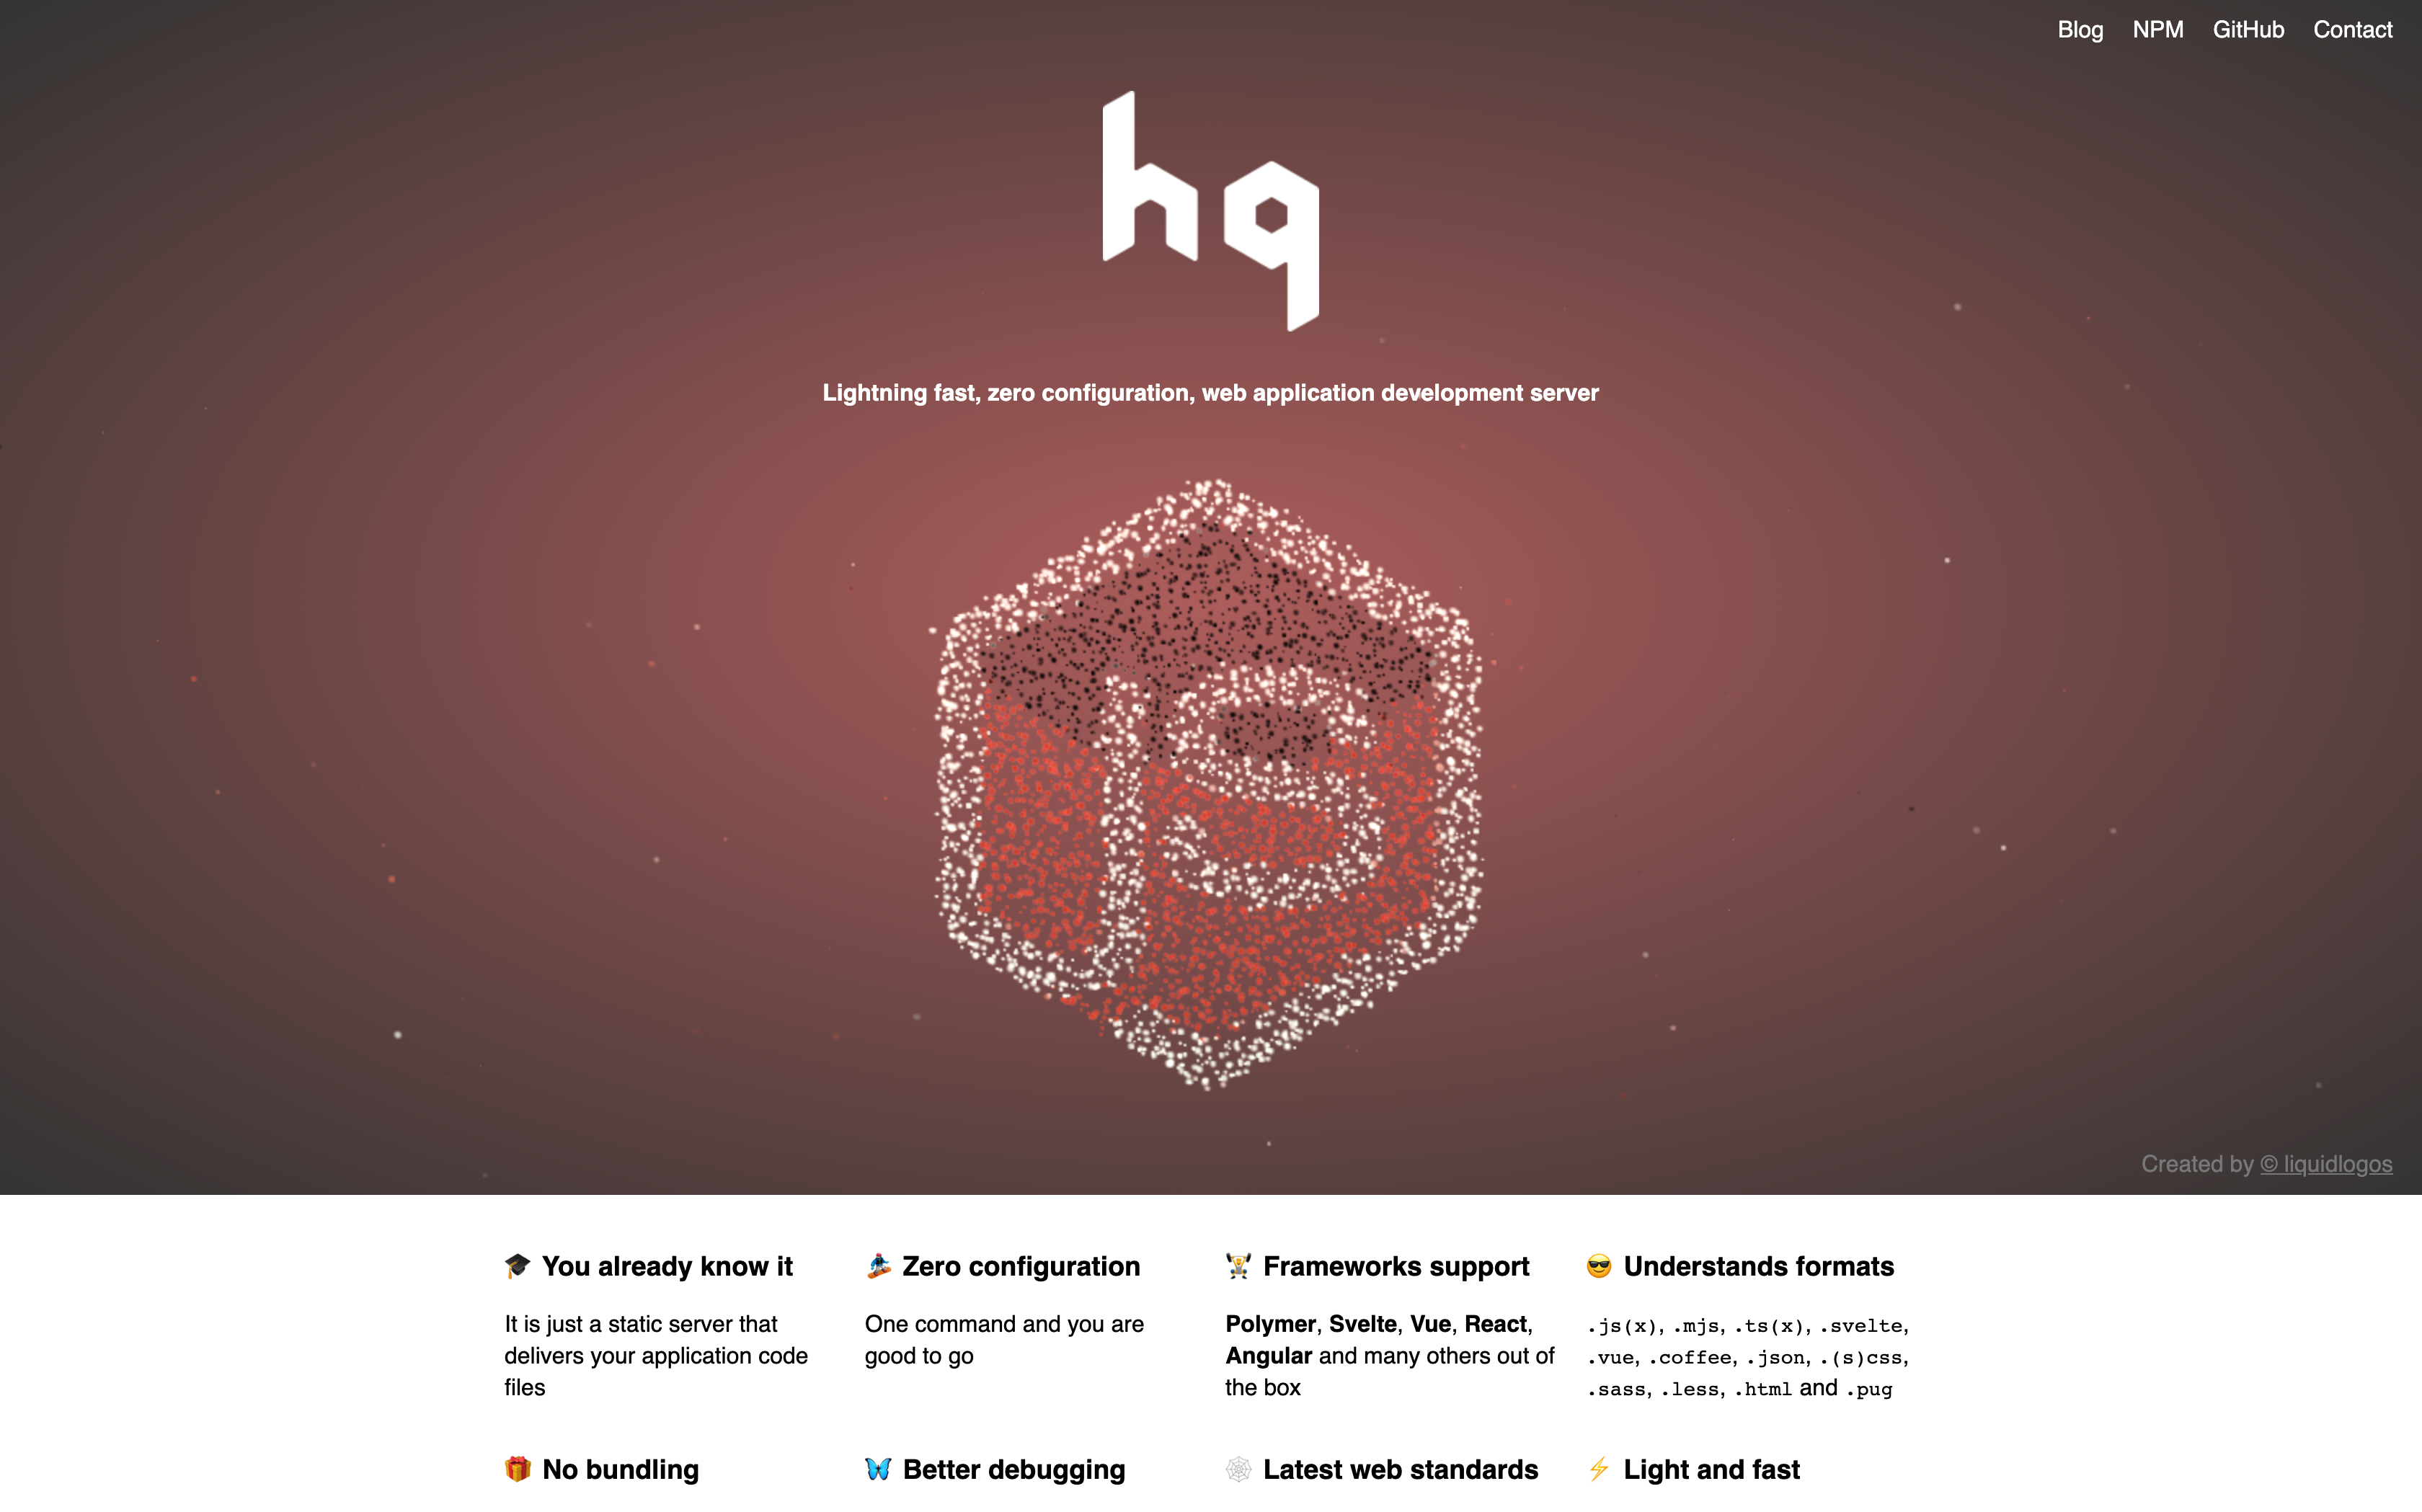 Blog NPM GitHub Contact
hq
Lightning fast, zero configuration, web application development server
Created by © liquidlogos
🎓 You already know it
It is just a static server that
delivers your application code
files
🏂 Zero configuration
One command and you are
good to go
🏋 Frameworks support
Polymer, Svelte, Vue, React,
Angular and many others out of
the box
😎 Understands formats
.js(x), .mjs, .ts(x), .svelte,
.vue, .coffee, .json, .(s)css,
.sass, .less, .html and .pug
🎁 No bundling
🦋 Better debugging
🕸 Latest web standards
⚡ Light and fast